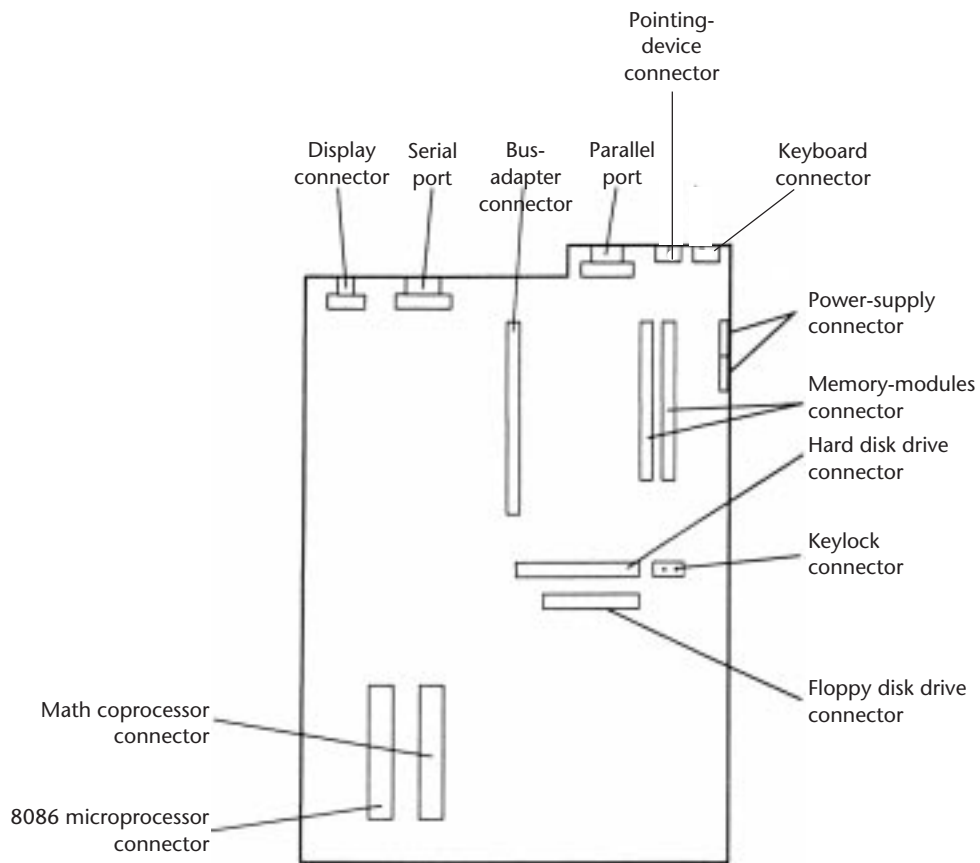 Pointing-
device
connector
Display
connector
Serial
port
Bus-
adapter
connector
Parallel
port
Keyboard
connector
Power-supply
connector
Memory-modules
connector
Hard disk drive
connector
Keylock
connector
Floppy disk drive
connector
Math coprocessor
connector
8086 microprocessor
connector